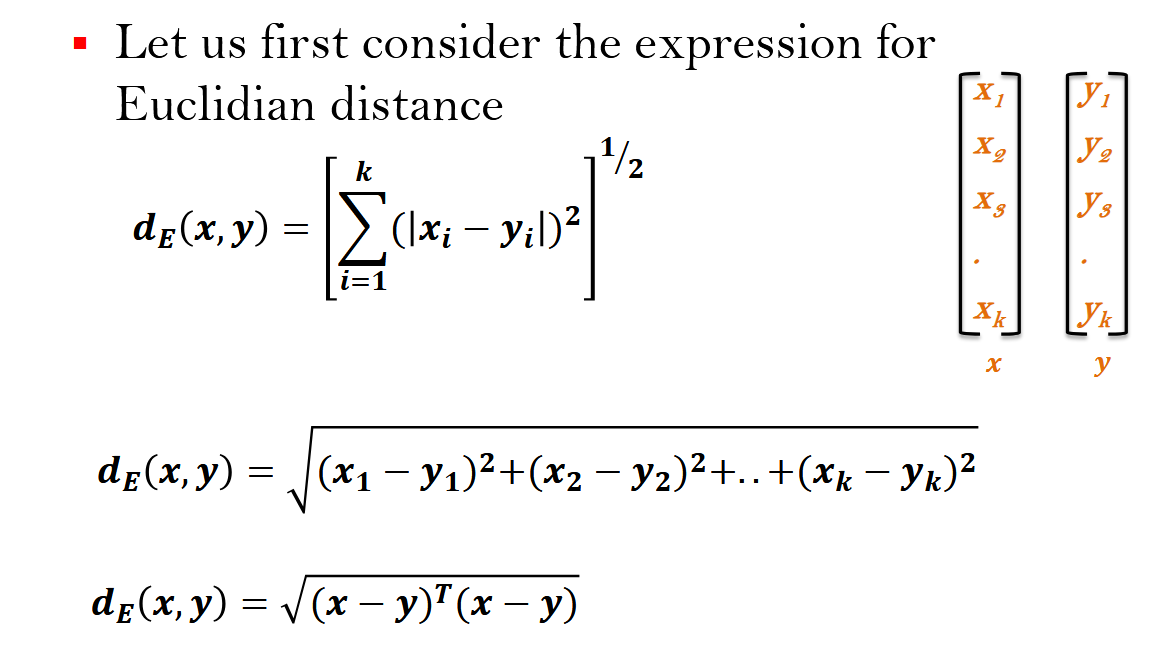 ▪ Let us first consider the expression for
Euclidian distance
d_E(x, y) = [∑_{i=1}^{k} (|x_i − y_i|)^2]^{1/2}
x_1 y_1
x_2 y_2
x_3 y_3
. .
x_k y_k
x y
d_E(x, y) = √((x_1 − y_1)^2+(x_2 − y_2)^2+..+(x_k − y_k)^2)
d_E(x, y) = √((x − y)^T(x − y))